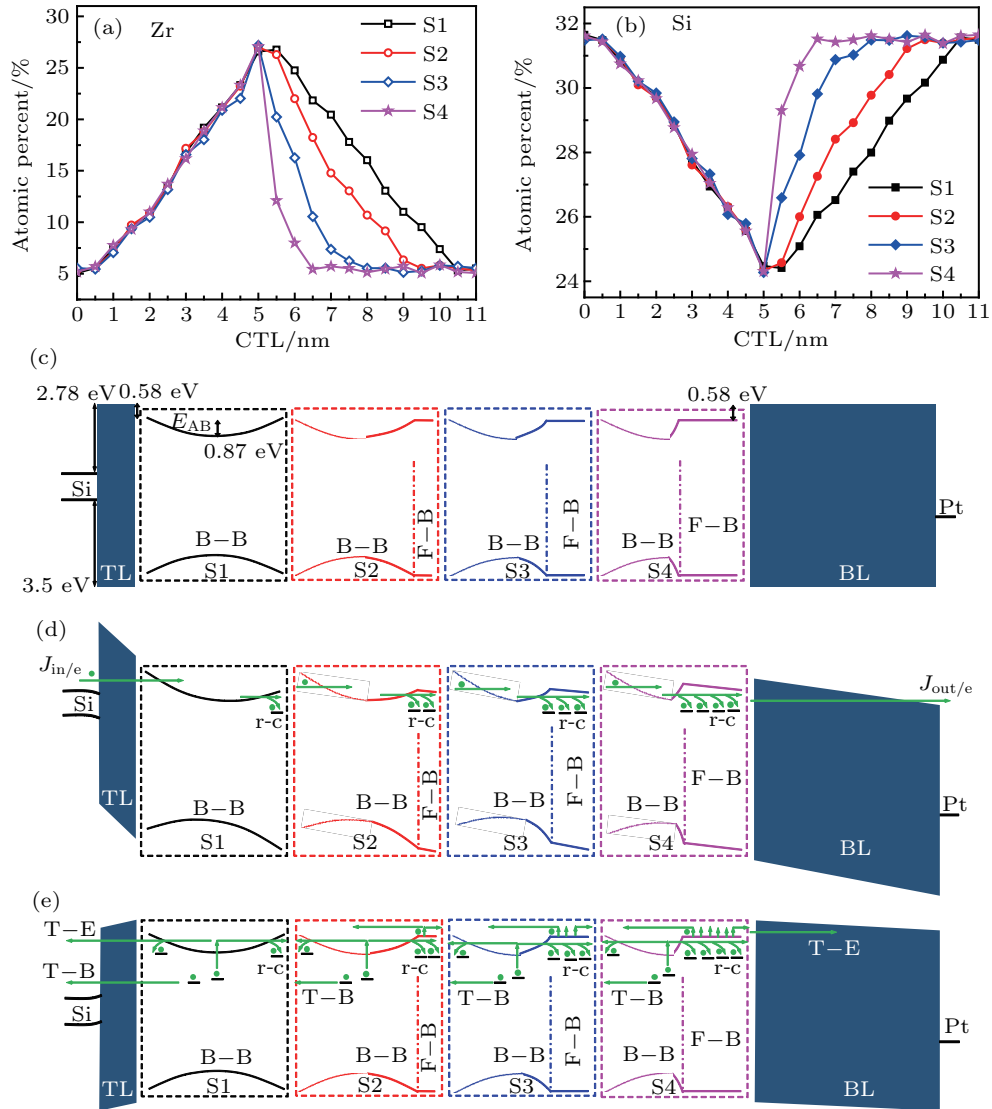 (a) Zr
S1
S2
S3
S4
30
25
20
15
10
5
Atomic percent/%
0 1 2 3 4 5 6 7 8 9 10 11
CTL/nm
(b) Si
32
30
28
26
24
Atomic percent/%
S1
S2
S3
S4
0 1 2 3 4 5 6 7 8 9 10 11
CTL/nm
(c)
2.78 eV 0.58 eV 0.58 eV
E_AB
0.87 eV
Si
Pt
B−B B−B F−B B−B F−B B−B F−B
3.5 eV TL S1 S2 S3 S4 BL
(d)
J_in/e J_out/e
Si
r-c r-c r-c r-c
Pt
TL B−B B−B F−B B−B F−B B−B F−B
S1 S2 S3 S4 BL
(e)
T−E T−E
r-c r-c r-c r-c
T−B T−B T−B T−B
Si
Pt
B−B B−B F−B B−B F−B B−B F−B
TL S1 S2 S3 S4 BL